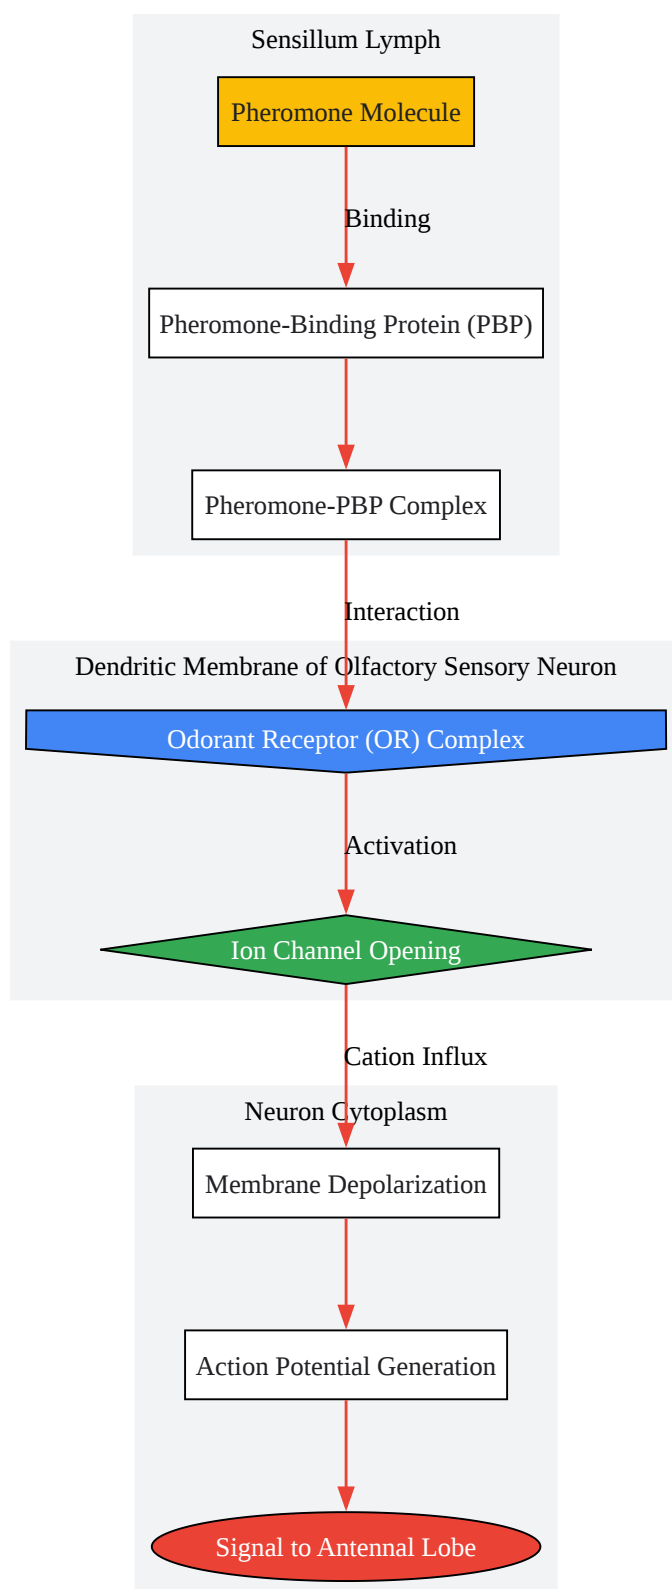 Sensillum Lymph
Pheromone Molecule
Binding
Pheromone-Binding Protein (PBP)
Pheromone-PBP Complex
Interaction
Dendritic Membrane of Olfactory Sensory Neuron
Odorant Receptor (OR) Complex
Activation
Ion Channel Opening
Cation Influx
Neuron Cytoplasm
Membrane Depolarization
Action Potential Generation
Signal to Antennal Lobe